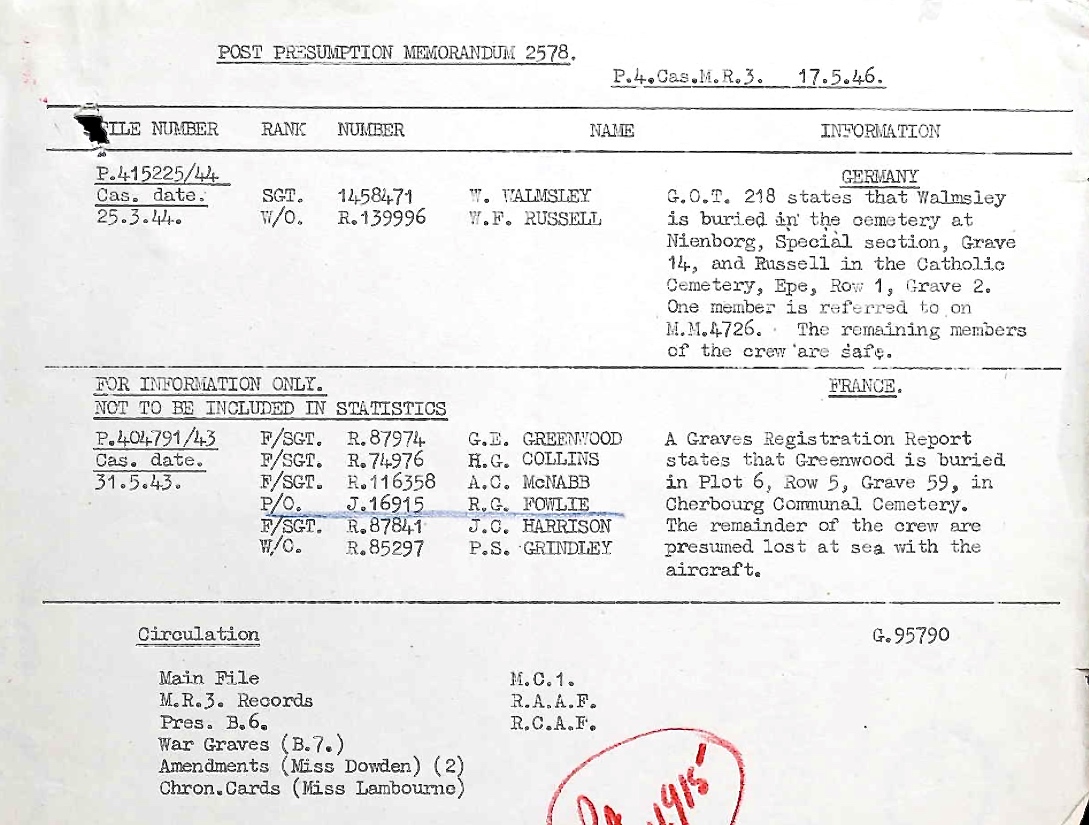 POST PRESUMPTION MEMORANDUM 2578.
P.4.Cas.M.R.3. 17.5.46.
FILE NUMBER RANK NUMBER NAME INFORMATION
P.415225/44 GERMANY
Cas. date. SGT. 1458471 W. WALMSLEY G.O.T. 218 states that Walmsley
25.3.44. W/O. R.139996 W.F. RUSSELL is buried in the cemetery at
Nienborg, Special section, Grave
14, and Russell in the Catholic
Cemetery, Epe, Row 1, Grave 2.
One member is referred to on
M.M.4726. The remaining members
of the crew are safe.
FOR INFORMATION ONLY. FRANCE.
NOT TO BE INCLUDED IN STATISTICS
P.404791/43 F/SGT. R.87974 G.E. GREENWOOD A Graves Registration Report
Cas. date. F/SGT. R.74976 H.G. COLLINS states that Greenwood is buried
31.5.43. F/SGT. R.116358 A.C. McNABB in Plot 6, Row 5, Grave 59, in
P/O. J.16915 R.G. FOWLIE Cherbourg Communal Cemetery.
F/SGT. R.87841 J.C. HARRISON The remainder of the crew are
W/C. R.85297 P.S. GRINDLEY presumed lost at sea with the
aircraft.
Circulation G.95790
Main File M.C.1.
M.R.3. Records R.A.A.F.
Pres. B.6. R.C.A.F.
War Graves (B.7.)
Amendments (Miss Dowden) (2)
Chron.Cards (Miss Lambourne)